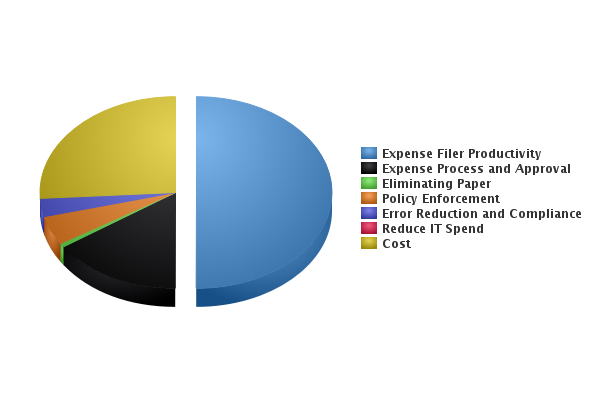 Expense Filer Productivity
Expense Process and Approval
Eliminating Paper
Policy Enforcement
Error Reduction and Compliance
Reduce IT Spend
Cost